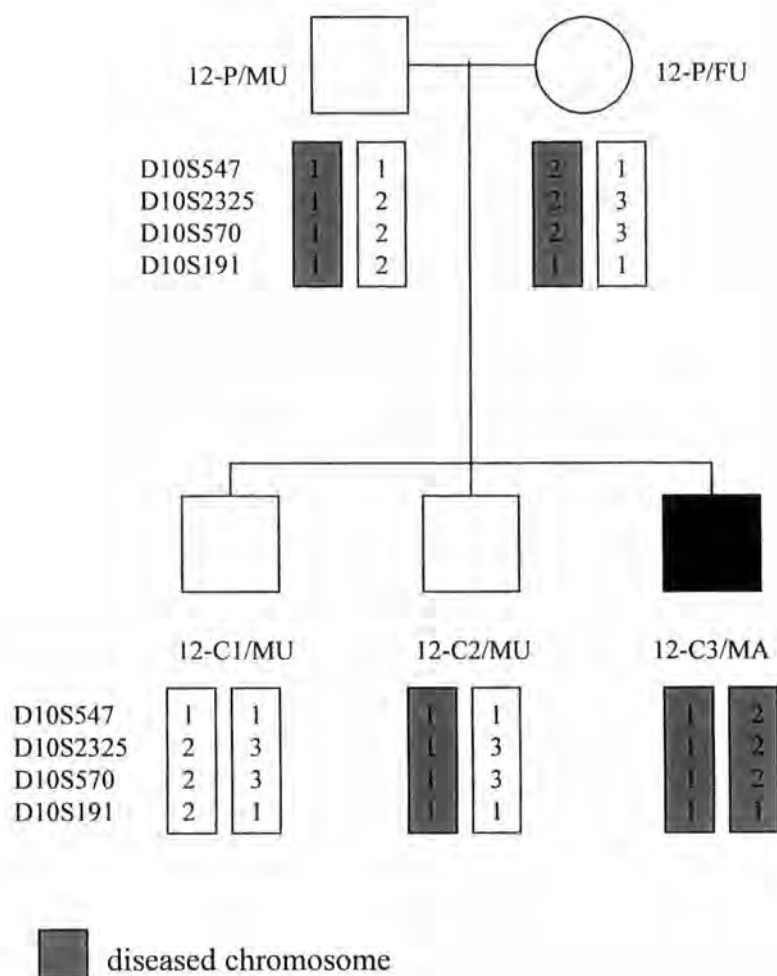 12-P/MU 12-P/FU
D10S547 1 1 2 1
D10S2325 1 2 2 3
D10S570 1 2 2 3
D10S191 1 2 1 1
12-C1/MU 12-C2/MU 12-C3/MA
D10S547 1 1 1 1 1 2
D10S2325 2 3 1 3 1 2
D10S570 2 3 1 3 1 2
D10S191 2 1 1 1 1 1
diseased chromosome